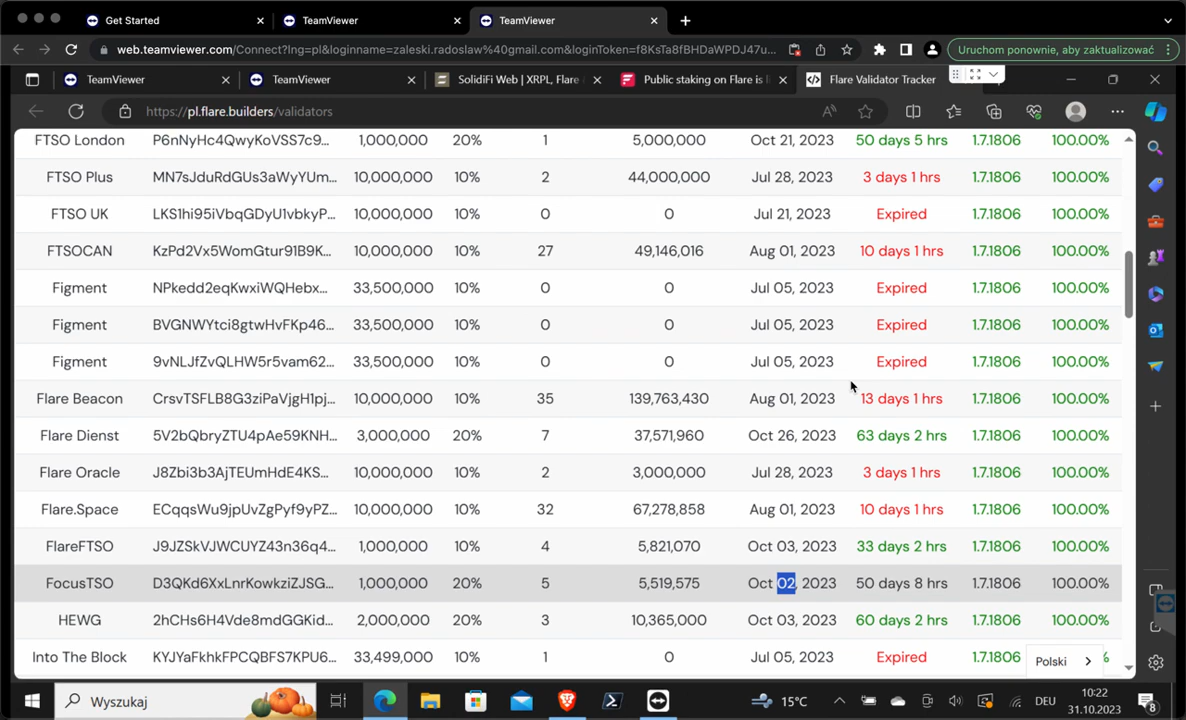 Get Started
TeamViewer
TeamViewer
web.teamviewer.com/Connect?lng=pl&loginname=zaleski.radoslaw%40gmail.com&loginToken=f8KsTa8fBHDaWPDJ47u...
Uruchom ponownie, aby zaktualizować
TeamViewer
TeamViewer
SolidiFi Web | XRPL, Flare
Public staking on Flare is
Flare Validator Tracker
https://pl.flare.builders/validators
FTSO London P6nNyHc4QwyKoVSS7c9... 1,000,000 20% 1 5,000,000 Oct 21, 2023 50 days 5 hrs 1.7.1806 100.00%
FTSO Plus MN7sJduRdGUs3aWyYUm... 10,000,000 10% 2 44,000,000 Jul 28, 2023 3 days 1 hrs 1.7.1806 100.00%
FTSO UK LKS1hi95iVbqGDyU1vbkyP... 10,000,000 10% 0 0 Jul 21, 2023 Expired 1.7.1806 100.00%
FTSOCAN KzPd2Vx5WomGtur91B9K... 10,000,000 10% 27 49,146,016 Aug 01, 2023 10 days 1 hrs 1.7.1806 100.00%
Figment NPkedd2eqKwxiWQHebx... 33,500,000 10% 0 0 Jul 05, 2023 Expired 1.7.1806 100.00%
Figment BVGNWYtci8gtwHvFKp46... 33,500,000 10% 0 0 Jul 05, 2023 Expired 1.7.1806 100.00%
Figment 9vNLJfZvQLHW5r5vam62... 33,500,000 10% 0 0 Jul 05, 2023 Expired 1.7.1806 100.00%
Flare Beacon CrsvTSFLB8G3ziPaVjgH1pj... 10,000,000 10% 35 139,763,430 Aug 01, 2023 13 days 1 hrs 1.7.1806 100.00%
Flare Dienst 5V2bQbryZTU4pAe59KNH... 3,000,000 20% 7 37,571,960 Oct 26, 2023 63 days 2 hrs 1.7.1806 100.00%
Flare Oracle J8Zbi3b3AjTEUmHdE4KS... 10,000,000 10% 2 3,000,000 Jul 28, 2023 3 days 1 hrs 1.7.1806 100.00%
Flare.Space ECqqsWu9jpUvZgPyf9yPZ... 10,000,000 10% 32 67,278,858 Aug 01, 2023 10 days 1 hrs 1.7.1806 100.00%
FlareFTSO J9JZSkVJWCUYZ43n36q4... 1,000,000 10% 4 5,821,070 Oct 03, 2023 33 days 2 hrs 1.7.1806 100.00%
FocusTSO D3QKd6XxLnrKowkziZJSG... 1,000,000 20% 5 5,519,575 Oct 02, 2023 50 days 8 hrs 1.7.1806 100.00%
HEWG 2hCHs6H4Vde8mdGGKid... 2,000,000 20% 3 10,365,000 Oct 03, 2023 60 days 2 hrs 1.7.1806 100.00%
Into The Block KYJYaFkhkFPCQBFS7KPU6... 33,499,000 10% 1 0 Jul 05, 2023 Expired 1.7.1806 %
Polski
Wyszukaj
15°C
DEU
10:22
31.10.2023
8